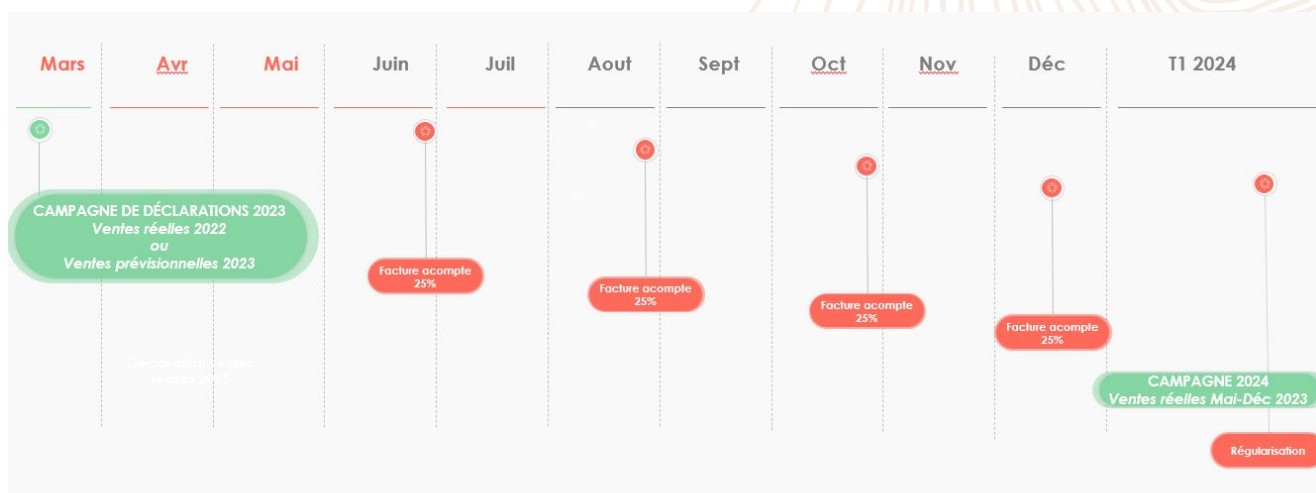 Mars Avr Mai Juin Juil Aout Sept Oct Nov Déc T1 2024
CAMPAGNE DE DÉCLARATIONS 2023
Ventes réelles 2022
ou
Ventes prévisionnelles 2023
Facture acompte
25%
Facture acompte
25%
Facture acompte
25%
Facture acompte
25%
CAMPAGNE 2024
Ventes réelles Mai-Déc 2023
Régularisation